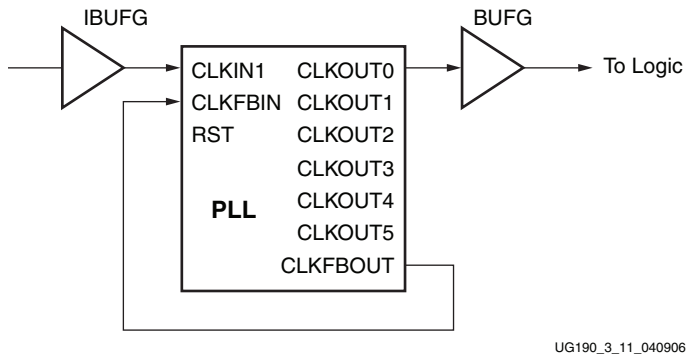 IBUFG
BUFG
CLKIN1 CLKOUT0
To Logic
CLKFBIN CLKOUT1
RST CLKOUT2
CLKOUT3
PLL
CLKOUT4
CLKOUT5
CLKFBOUT
UG190_3_11_040906